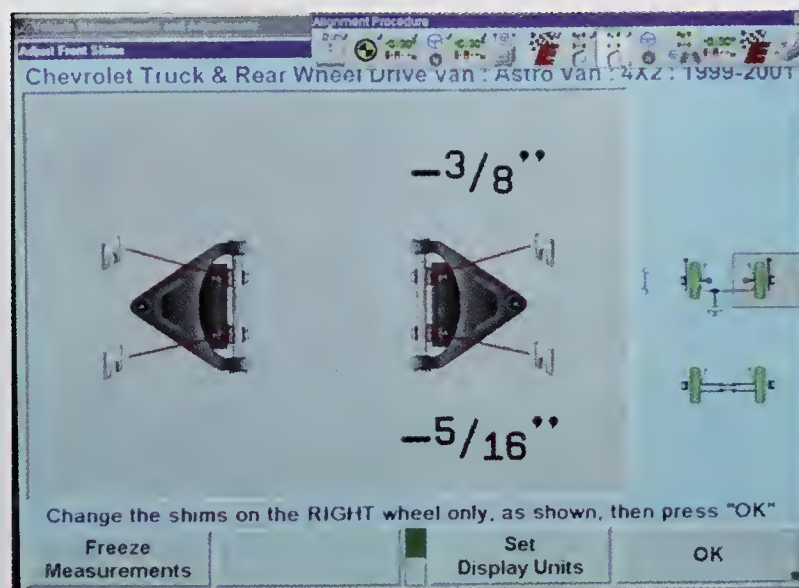 Alignment Procedure
Adjust Front Shims
Chevrolet Truck & Rear Wheel Drive Van : Astro Van : 4X2 : 1999-2001
−3/8"
−5/16"
Change the shims on the RIGHT wheel only, as shown, then press "OK"
Freeze
Measurements
Set
Display Units
OK